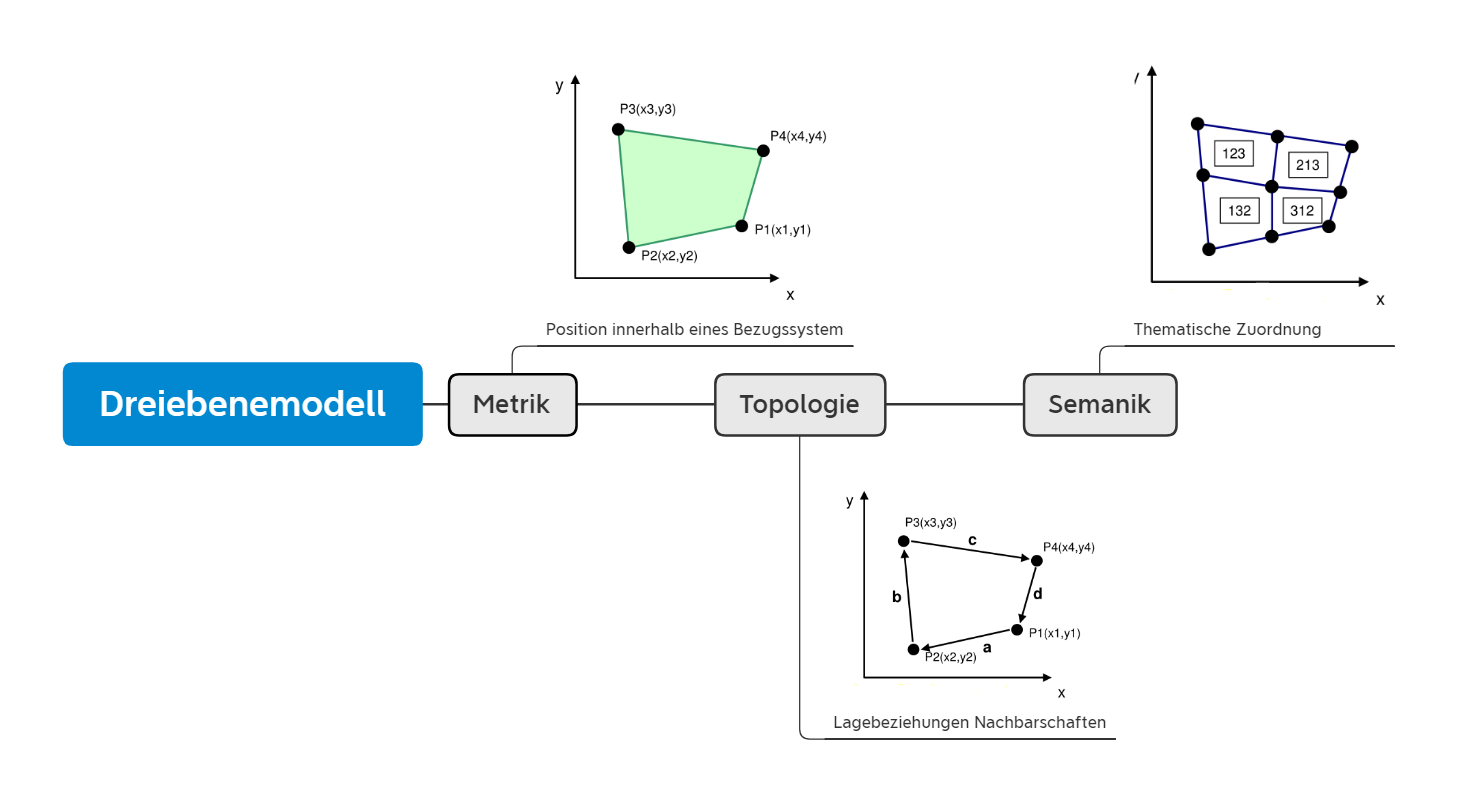 y
P3(x3,y3)
P4(x4,y4)
P1(x1,y1)
P2(x2,y2)
x
Position innerhalb eines Bezugssystem
123
213
132
312
x
Thematische Zuordnung
Dreiebenemodell
Metrik
Topologie
Semanik
y
P3(x3,y3)
c
P4(x4,y4)
b
d
P1(x1,y1)
a
P2(x2,y2)
x
Lagebeziehungen Nachbarschaften